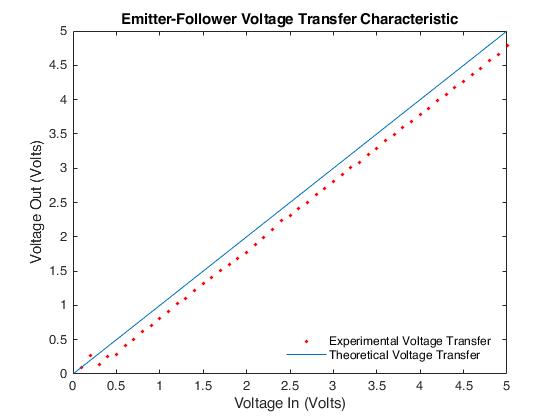 Emitter-Follower Voltage Transfer Characteristic
5
4.5
4
3.5
3
2.5
2
1.5
1
0.5
0
Voltage Out (Volts)
Experimental Voltage Transfer
Theoretical Voltage Transfer
0 0.5 1 1.5 2 2.5 3 3.5 4 4.5 5
Voltage In (Volts)